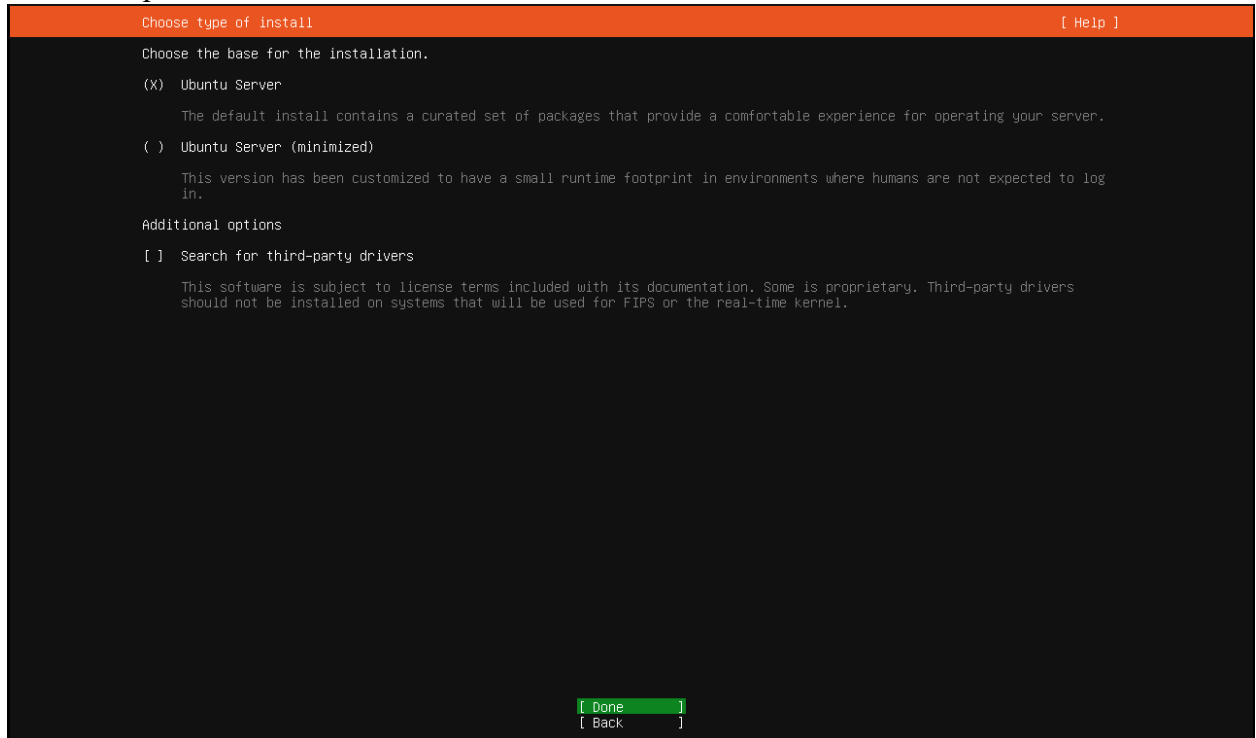 Choose type of install [ Help ]
Choose the base for the installation.
(X) Ubuntu Server
The default install contains a curated set of packages that provide a comfortable experience for operating your server.
( ) Ubuntu Server (minimized)
This version has been customized to have a small runtime footprint in environments where humans are not expected to log
in.
Additional options
[ ] Search for third-party drivers
This software is subject to license terms included with its documentation. Some is proprietary. Third-party drivers
should not be installed on systems that will be used for FIPS or the real-time kernel.
[ Done ]
[ Back ]